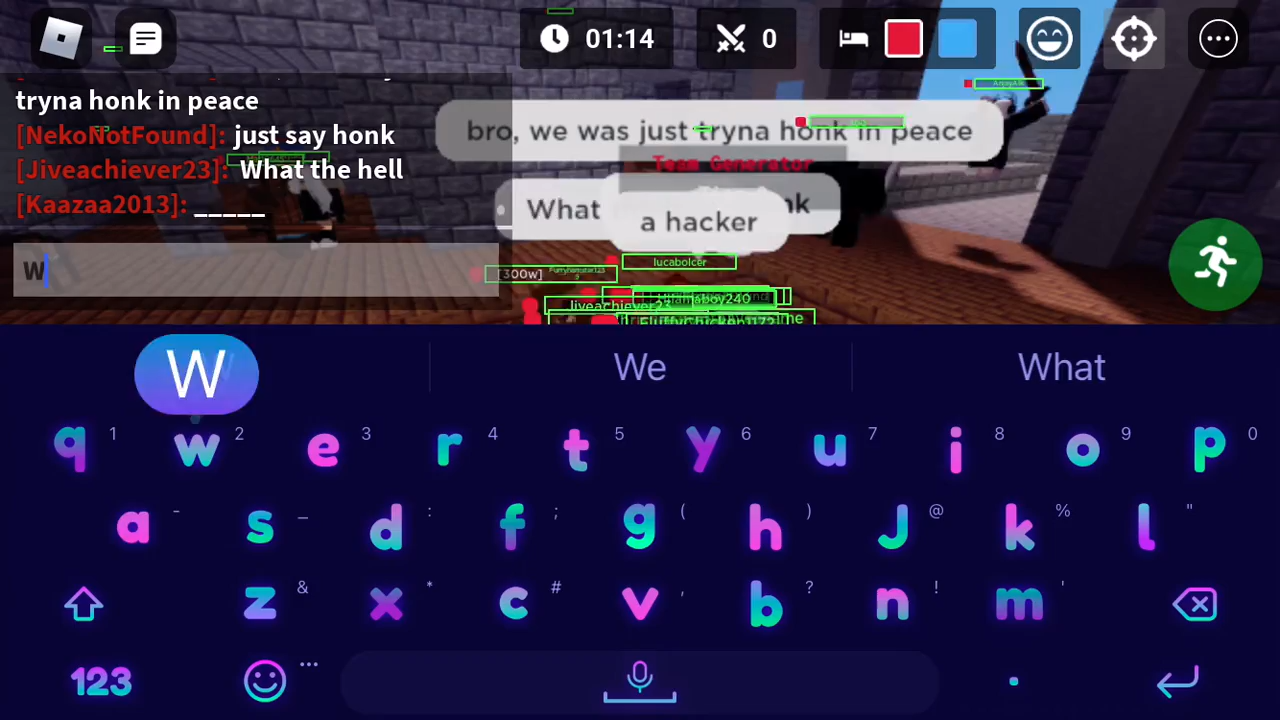 01:14
0
tryna honk in peace
[NekoNotFound]: just say honk
[Jiveachiever23]: What the hell
[Kaazaa2013]: _____
bro, we was just tryna honk in peace
Team Generator
What
nk
a hacker
lucabolcer
[300w]
jiveachiever23
W
W
We
What
q 1 w 2 e 3 r 4 t 5 y 6 u 7 i 8 o 9 p 0
a - s _ d : f ; g ( h ) J @ k % l "
z & x * c # v , b ? n ! m '
123
...
.